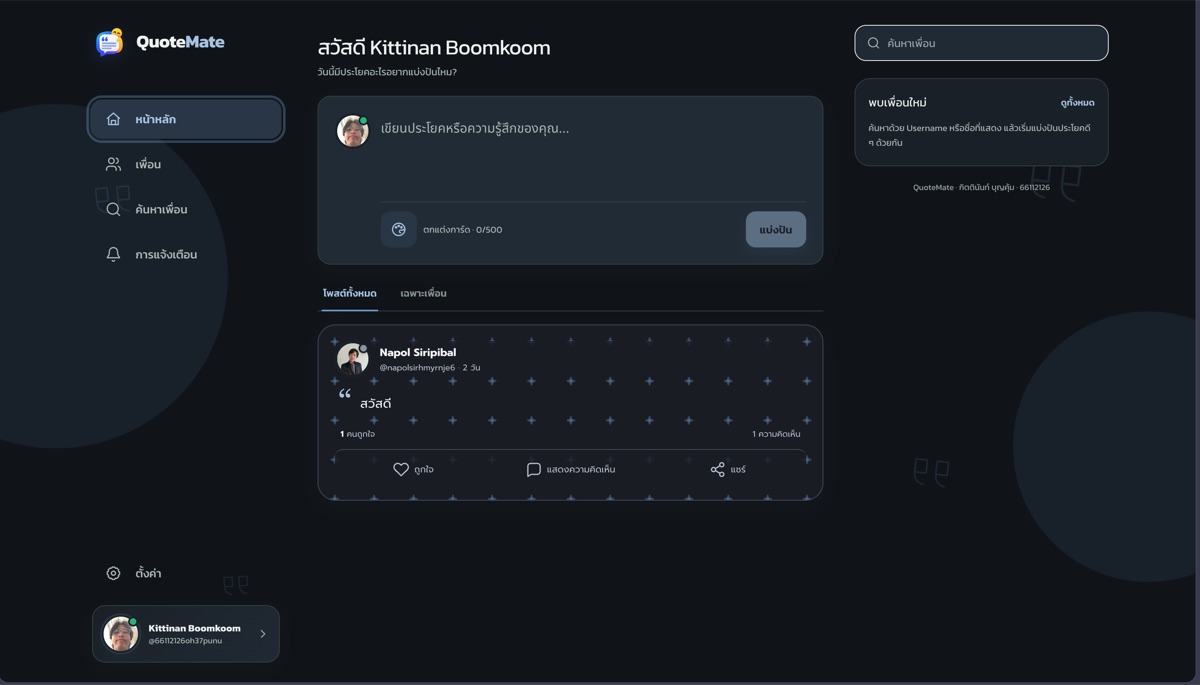 QuoteMate
หน้าหลัก
เพื่อน
ค้นหาเพื่อน
การแจ้งเตือน
ตั้งค่า
Kittinan Boomkoom
@66112126oh37punu
สวัสดี Kittinan Boomkoom
วันนี้มีประโยคอะไรอยากแบ่งปันไหม?
เขียนประโยคหรือความรู้สึกของคุณ...
ตกแต่งการ์ด · 0/500
แบ่งปัน
โพสต์ทั้งหมด
เฉพาะเพื่อน
Napol Siripibal
@napolsirhmyrnje6 · 2 วัน
“ สวัสดี
1 คนถูกใจ
1 ความคิดเห็น
ถูกใจ
แสดงความคิดเห็น
แชร์
ค้นหาเพื่อน
พบเพื่อนใหม่
ดูทั้งหมด
ค้นหาด้วย Username หรือชื่อที่แสดง แล้วเริ่มแบ่งปันประโยคดี
ๆ ด้วยกัน
QuoteMate · กิตตินันท์ บุญคุ้ม · 66112126